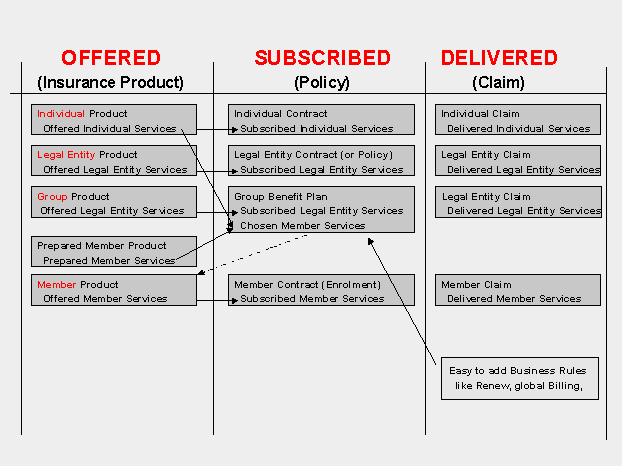 OFFERED
(Insurance Product)
SUBSCRIBED
(Policy)
DELIVERED
(Claim)
Individual Product
Offered Individual Services
Individual Contract
Subscribed Individual Services
Individual Claim
Delivered Individual Services
Legal Entity Product
Offered Legal Entity Services
Legal Entity Contract (or Policy)
Subscribed Legal Entity Services
Legal Entity Claim
Delivered Legal Entity Services
Group Product
Offered Legal Entity Services
Group Benefit Plan
Subscribed Legal Entity Services
Chosen Member Services
Legal Entity Claim
Delivered Legal Entity Services
Prepared Member Product
Prepared Member Services
Member Product
Offered Member Services
Member Contract (Enrolment)
Subscribed Member Services
Member Claim
Delivered Member Services
Easy to add Business Rules
like Renew, global Billing,